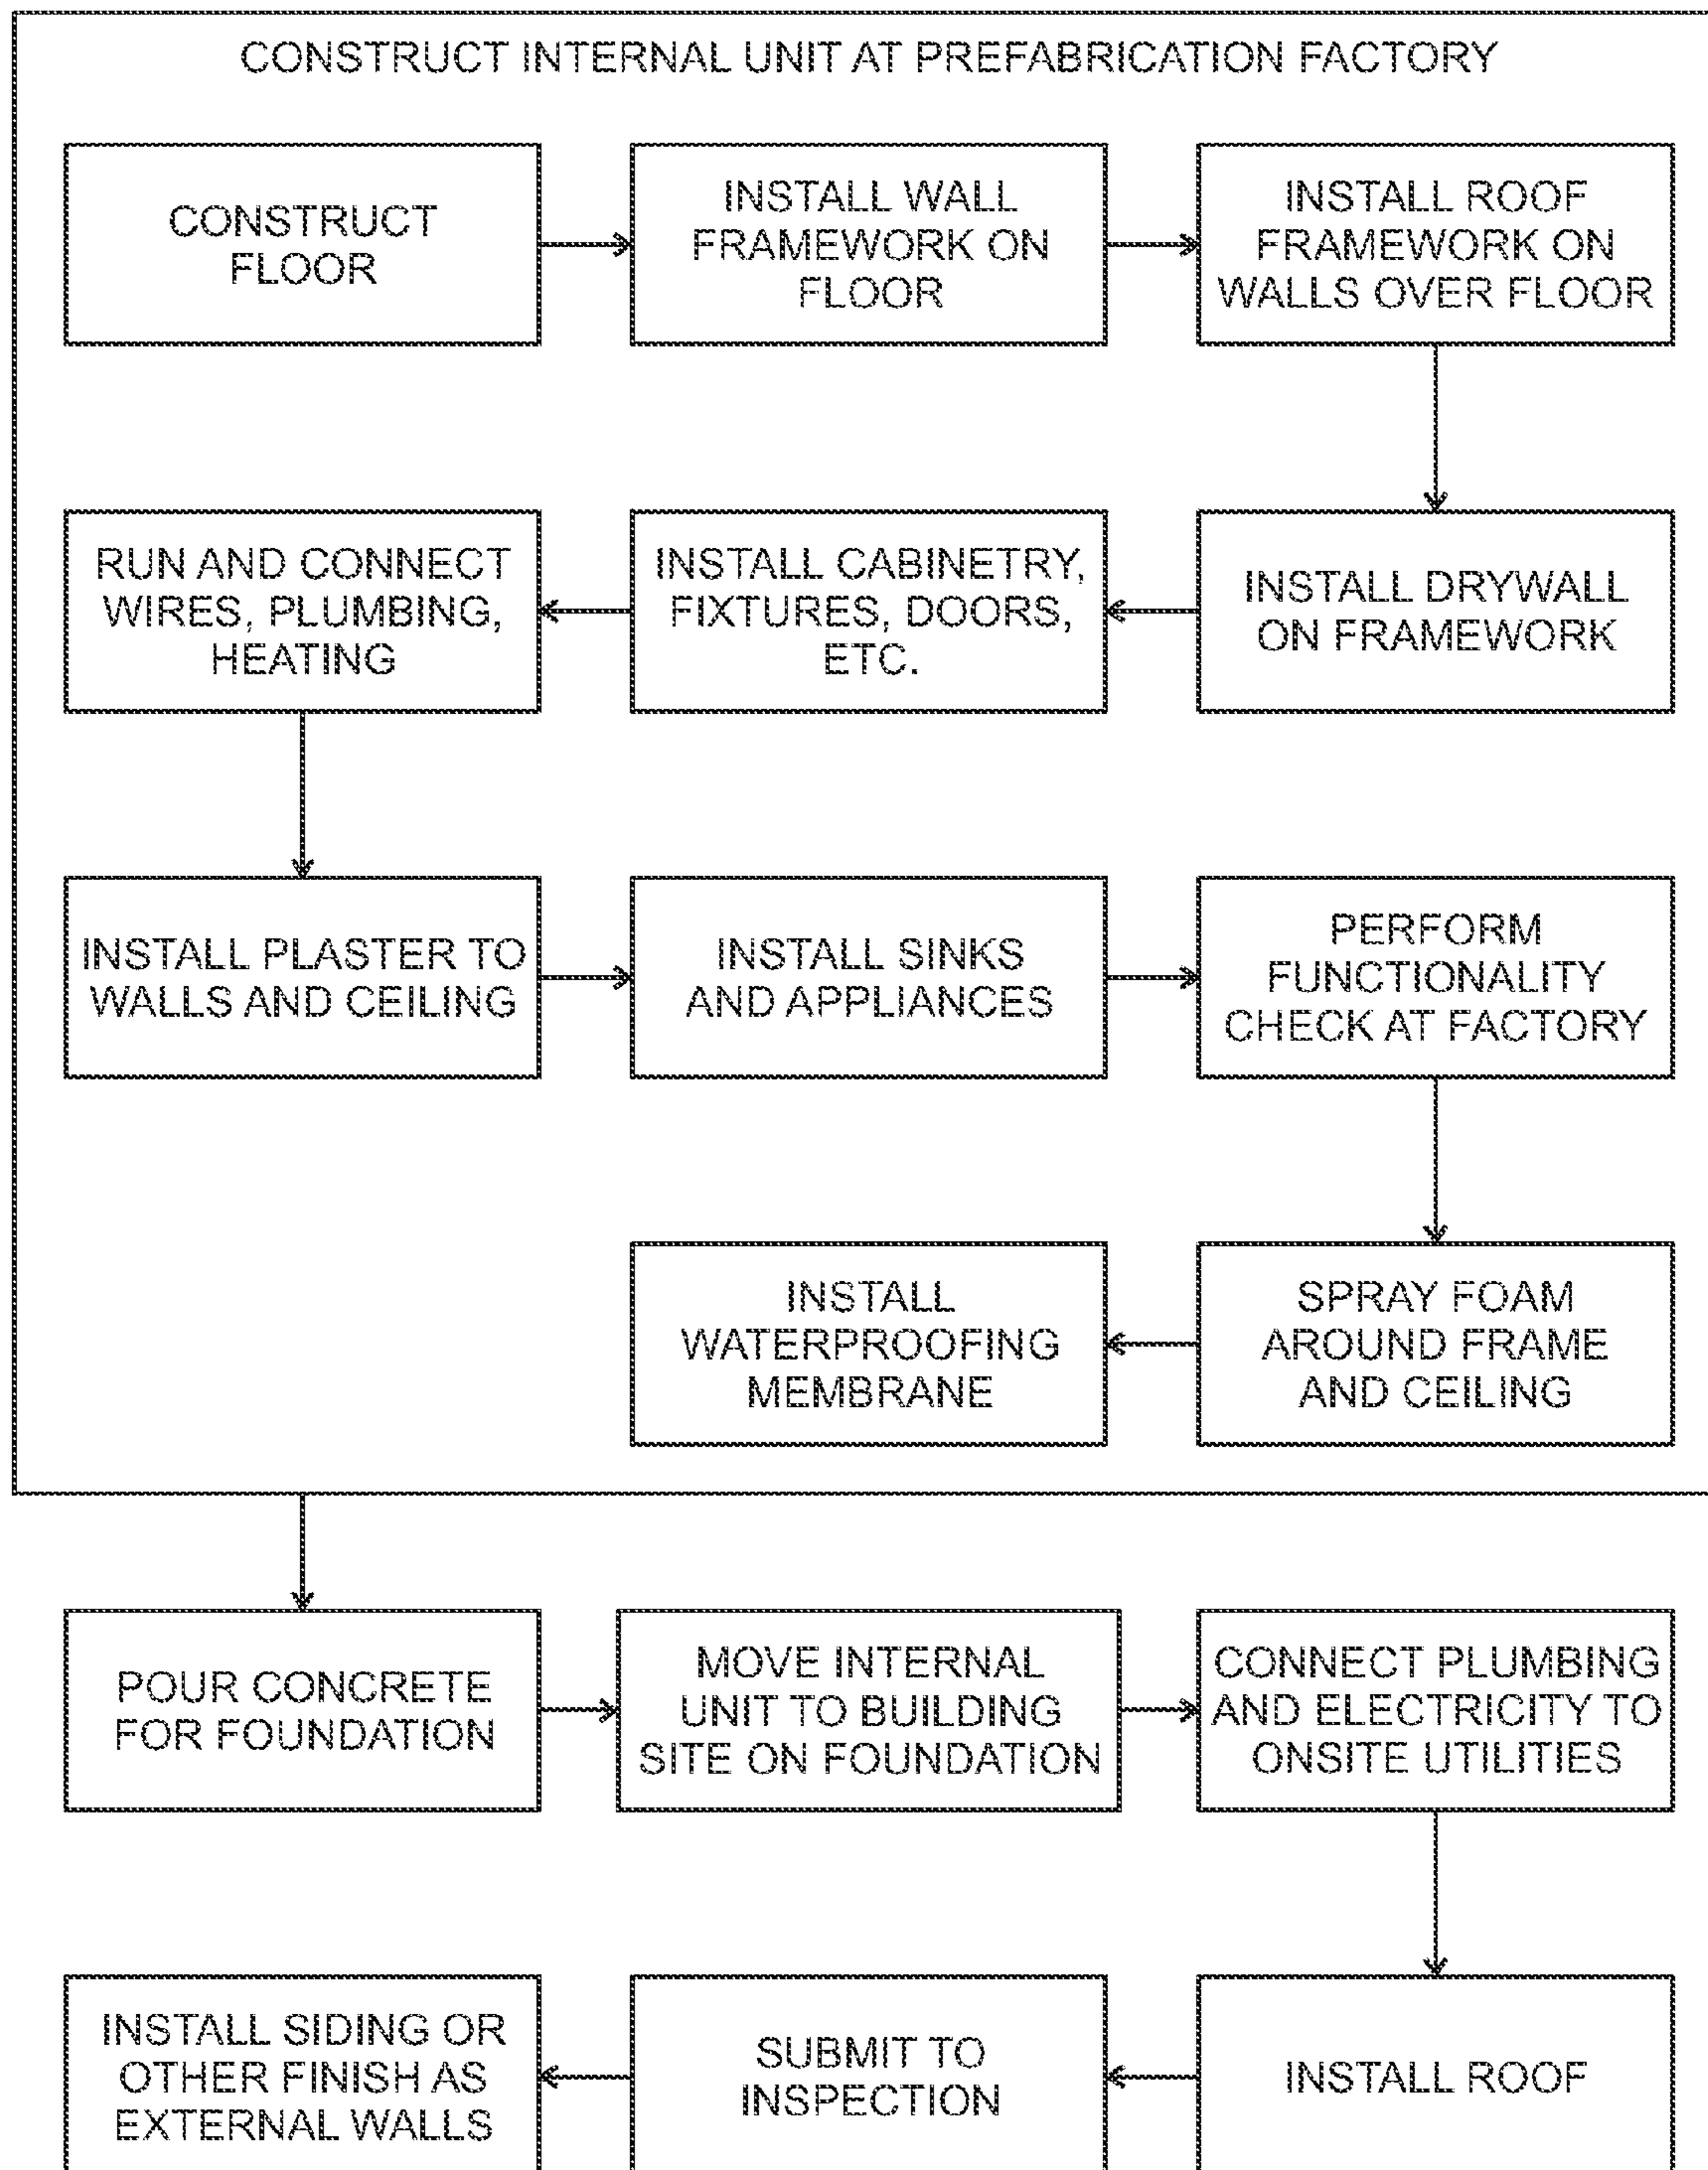 CONSTRUCT INTERNAL UNIT AT PREFABRICATION FACTORY
CONSTRUCT
FLOOR
INSTALL WALL
FRAMEWORK ON
FLOOR
INSTALL ROOF
FRAMEWORK ON
WALLS OVER FLOOR
INSTALL DRYWALL
ON FRAMEWORK
INSTALL CABINETRY,
FIXTURES, DOORS,
ETC.
RUN AND CONNECT
WIRES, PLUMBING,
HEATING
INSTALL PLASTER TO
WALLS AND CEILING
INSTALL SINKS
AND APPLIANCES
PERFORM
FUNCTIONALITY
CHECK AT FACTORY
SPRAY FOAM
AROUND FRAME
AND CEILING
INSTALL
WATERPROOFING
MEMBRANE
POUR CONCRETE
FOR FOUNDATION
MOVE INTERNAL
UNIT TO BUILDING
SITE ON FOUNDATION
CONNECT PLUMBING
AND ELECTRICITY TO
ONSITE UTILITIES
INSTALL ROOF
SUBMIT TO
INSPECTION
INSTALL SIDING OR
OTHER FINISH AS
EXTERNAL WALLS